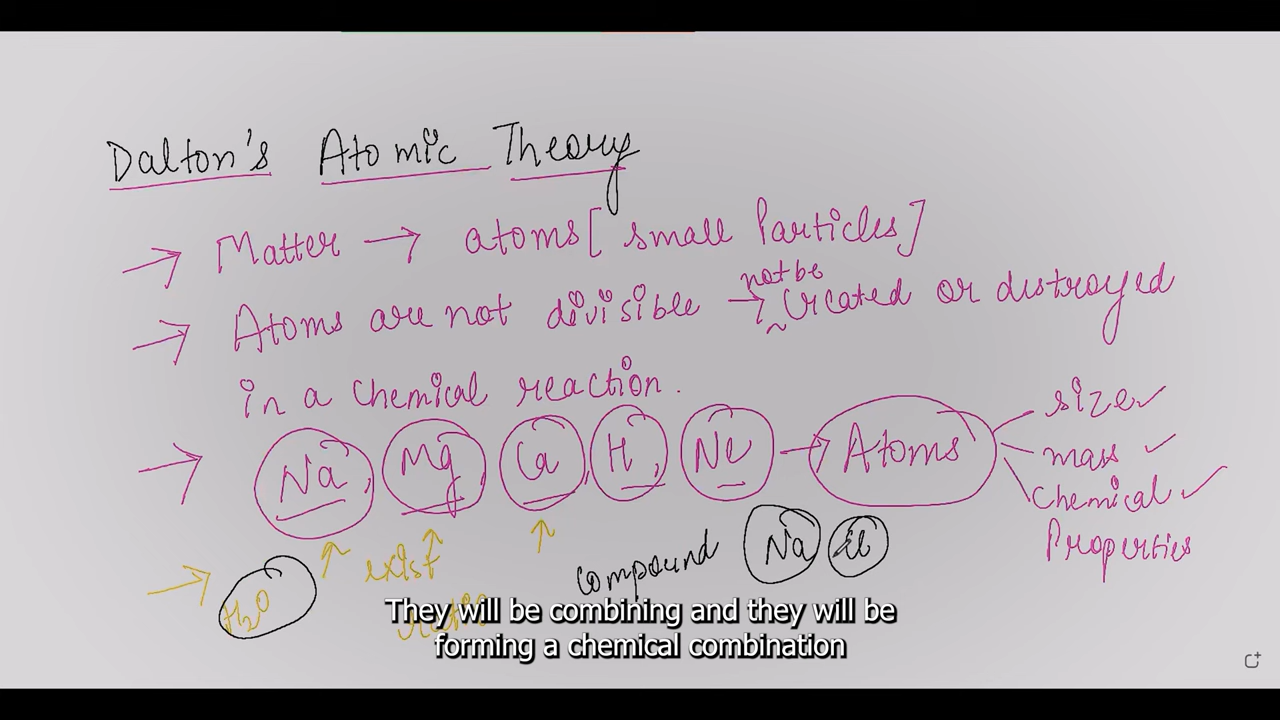 Dalton's Atomic Theory
→ Matter → atoms [small Particles]
→ Atoms are not divisible → not be created or destroyed
in a chemical reaction.
→ Na, Mg, Ca, H, Ne → Atoms
size ✓
mass ✓
chemical ✓
Properties
→ H₂O exist
compound Na Cl
They will be combining and they will be
forming a chemical combination